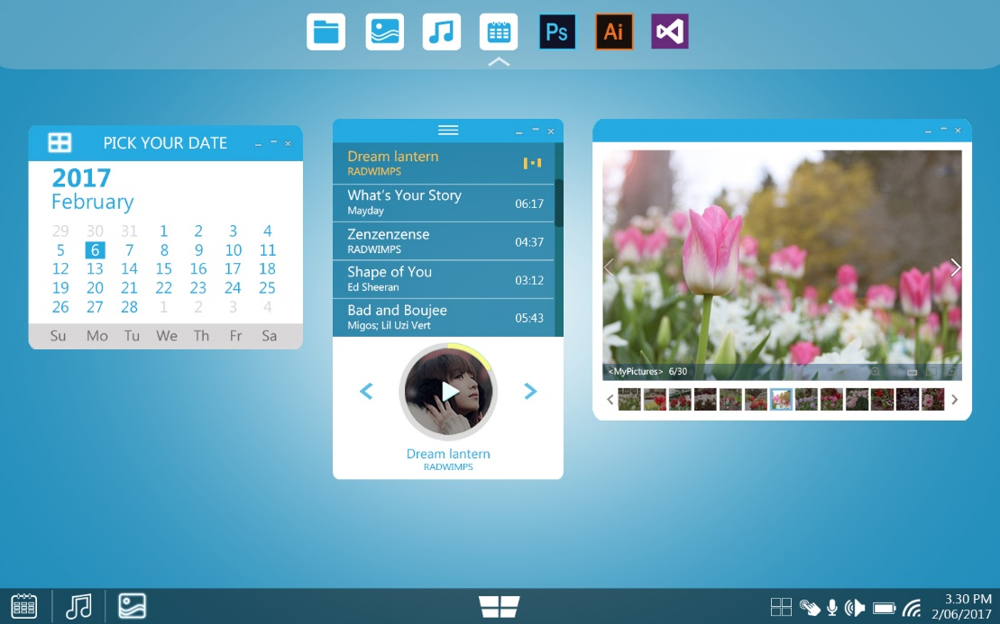 Ps
Ai
PICK YOUR DATE
2017
February
29 30 31 1 2 3 4
5 6 7 8 9 10 11
12 13 14 15 16 17 18
19 20 21 22 23 24 25
26 27 28 1 2 3 4
Su Mo Tu We Th Fr Sa
Dream lantern
RADWIMPS
What's Your Story 06:17
Mayday
Zenzenzense 04:37
RADWIMPS
Shape of You 03:12
Ed Sheeran
Bad and Boujee 05:43
Migos; Lil Uzi Vert
Dream lantern
RADWIMPS
<MyPictures> 6/30
3.30 PM
2/06/2017